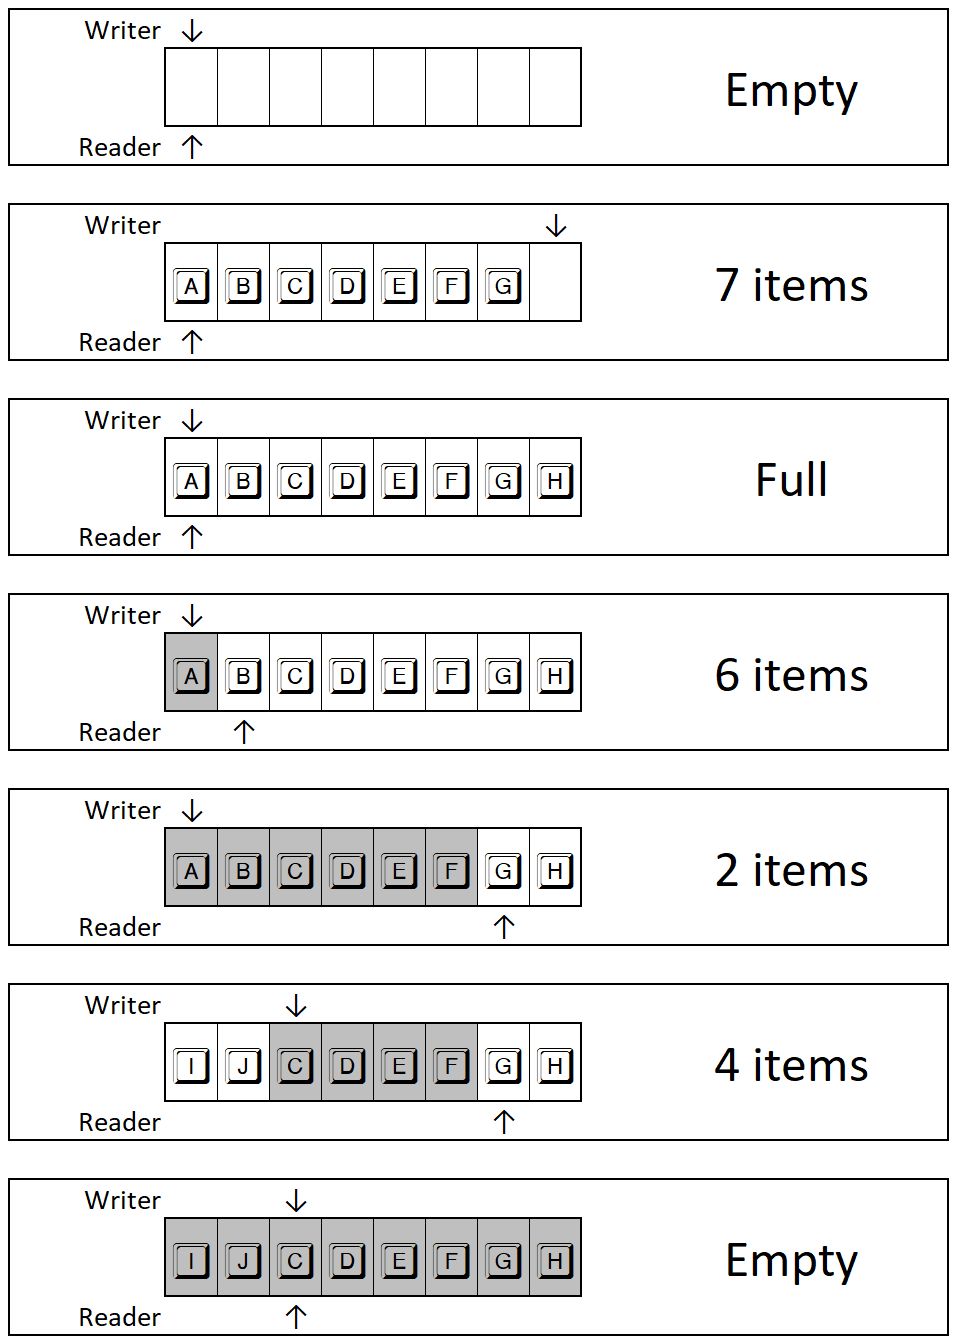 Writer ↓
Empty
Reader ↑
Writer ↓
A B C D E F G
7 items
Reader ↑
Writer ↓
A B C D E F G H
Full
Reader ↑
Writer ↓
A B C D E F G H
6 items
Reader ↑
Writer ↓
A B C D E F G H
2 items
Reader ↑
Writer ↓
I J C D E F G H
4 items
Reader ↑
Writer ↓
I J C D E F G H
Empty
Reader ↑